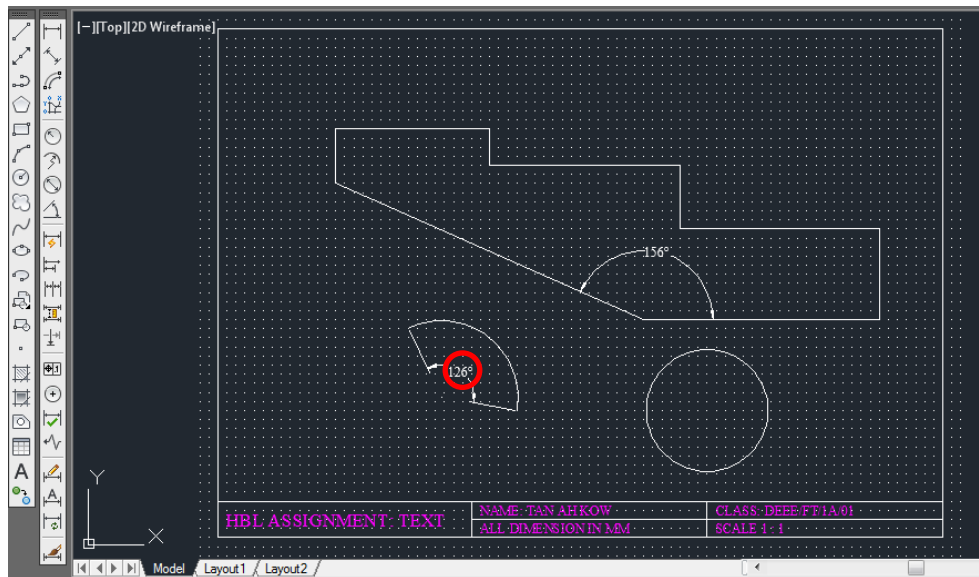 [−][Top][2D Wireframe]
156°
126°
Y
X
HBL ASSIGNMENT: TEXT
NAME: TAN AH KOW
CLASS: DEEE/FT/1A/01
ALL DIMENSION IN MM
SCALE 1 : 1
Model
Layout1
Layout2